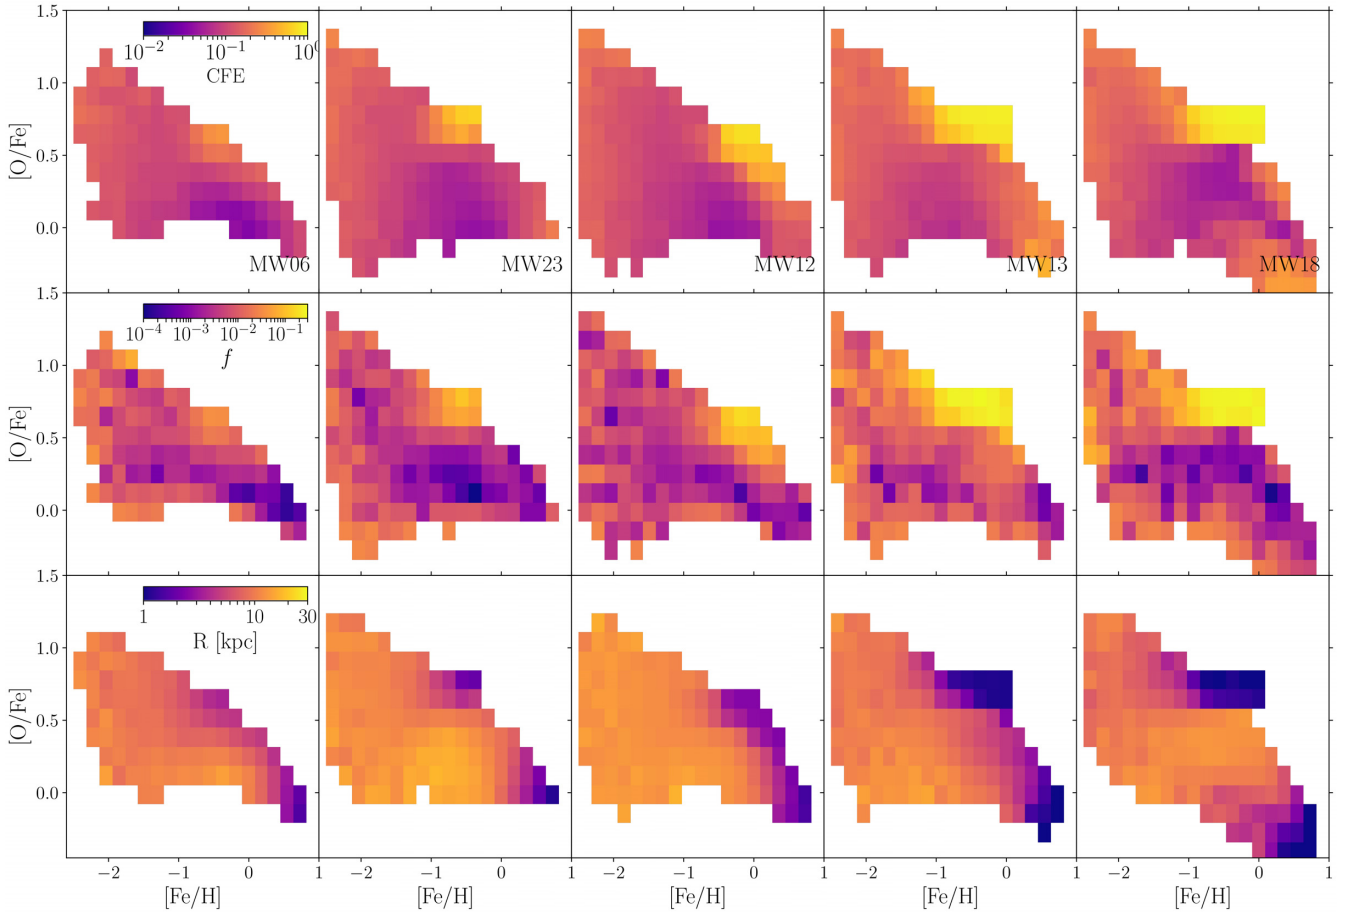 1.5
10⁻² 10⁻¹ 10⁰
CFE
1.0
[O/Fe]
0.5
0.0
MW06 MW23 MW12 MW13 MW18
1.5
10⁻⁴ 10⁻³ 10⁻² 10⁻¹
f
1.0
[O/Fe]
0.5
0.0
1.5
1 10 30
R [kpc]
1.0
[O/Fe]
0.5
0.0
−2 −1 0 1 −2 −1 0 1 −2 −1 0 1 −2 −1 0 1 −2 −1 0 1
[Fe/H] [Fe/H] [Fe/H] [Fe/H] [Fe/H]